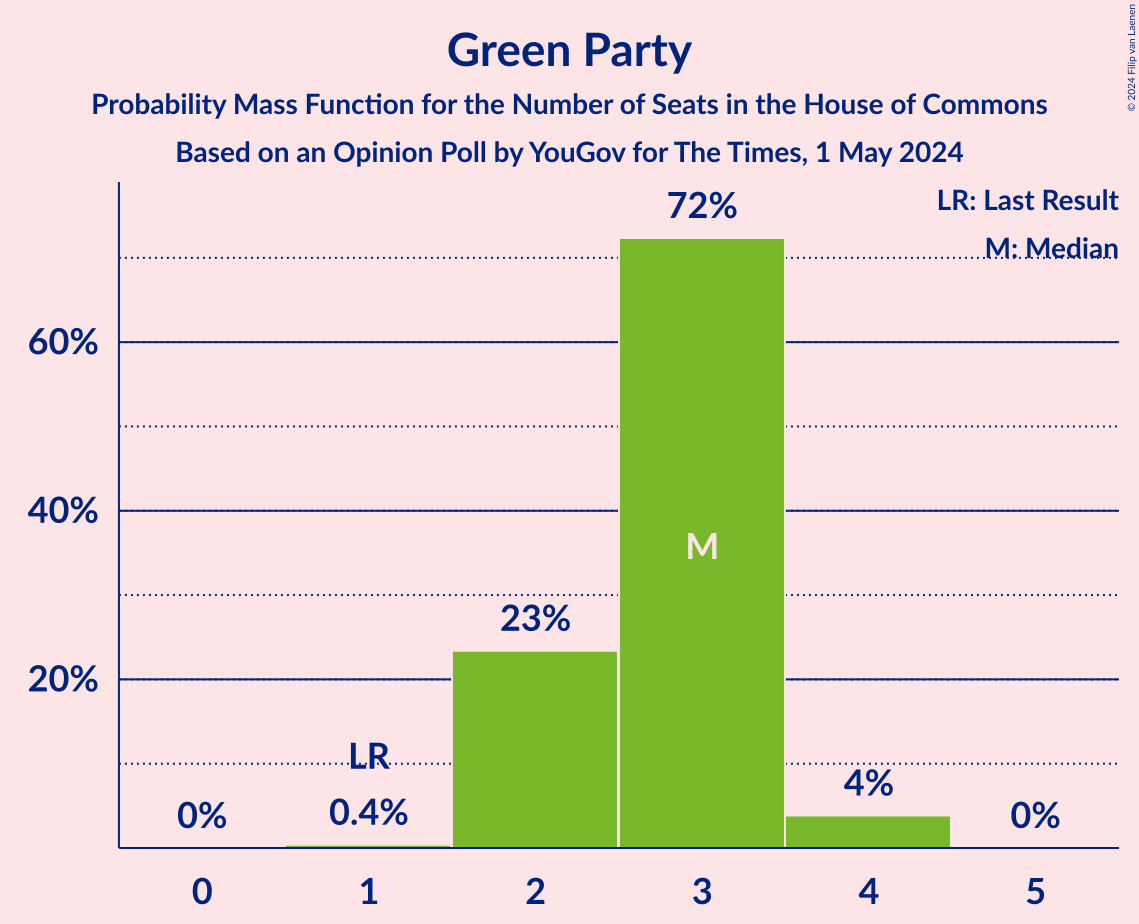 Green Party
Probability Mass Function for the Number of Seats in the House of Commons
Based on an Opinion Poll by YouGov for The Times, 1 May 2024
© 2024 Filip van Laenen
LR: Last Result
M: Median
72%
60%
40%
M
23%
20%
LR
0%
0.4%
4%
0%
0
1
2
3
4
5